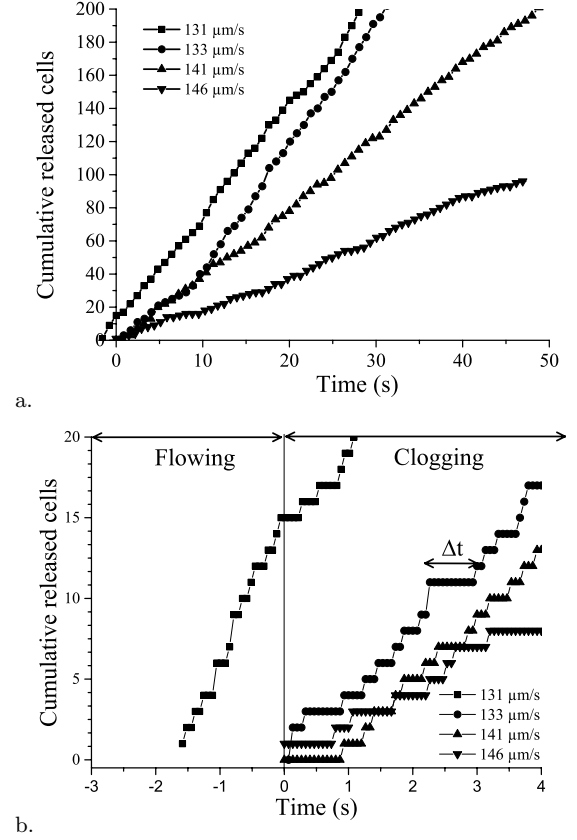 200
180
160
140
120
100
80
60
40
20
0
Cumulative released cells
131 µm/s
133 µm/s
141 µm/s
146 µm/s
0 10 20 30 40 50
Time (s)
a.
20
15
10
5
0
Cumulative released cells
Flowing
Clogging
Δt
131 µm/s
133 µm/s
141 µm/s
146 µm/s
-3 -2 -1 0 1 2 3 4
Time (s)
b.